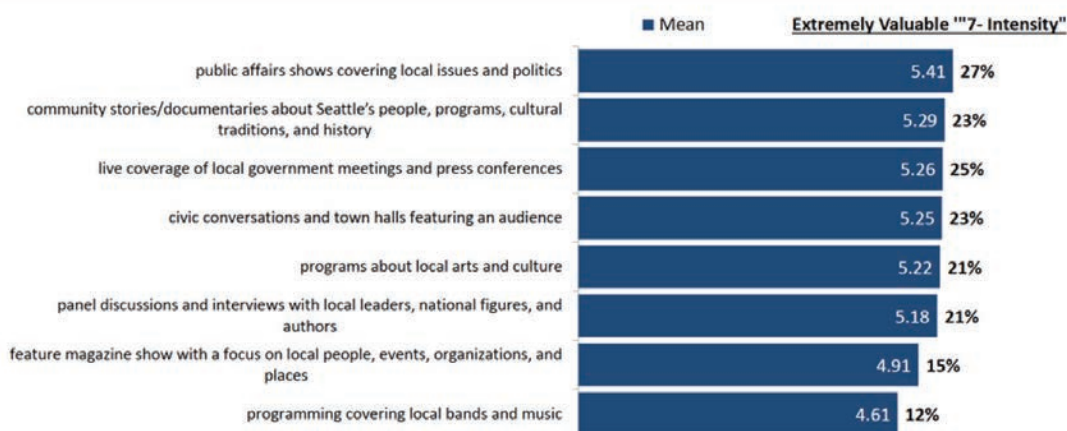 Mean Extremely Valuable '"7- Intensity"
public affairs shows covering local issues and politics 5.41 27%
community stories/documentaries about Seattle's people, programs, cultural
traditions, and history 5.29 23%
live coverage of local government meetings and press conferences 5.26 25%
civic conversations and town halls featuring an audience 5.25 23%
programs about local arts and culture 5.22 21%
panel discussions and interviews with local leaders, national figures, and
authors 5.18 21%
feature magazine show with a focus on local people, events, organizations, and
places 4.91 15%
programming covering local bands and music 4.61 12%